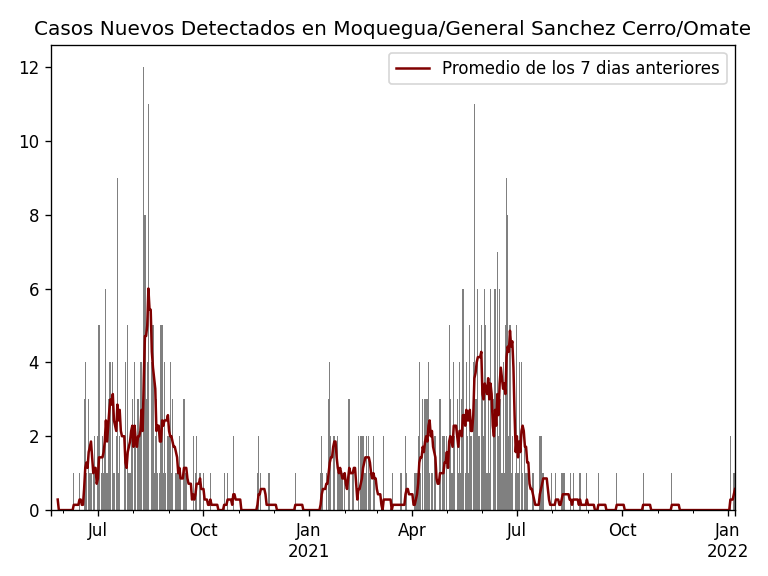 Casos Nuevos Detectados en Moquegua/General Sanchez Cerro/Omate
Promedio de los 7 dias anteriores
12
10
8
6
4
2
0
Jul Oct Jan Apr Jul Oct Jan
2021 2022